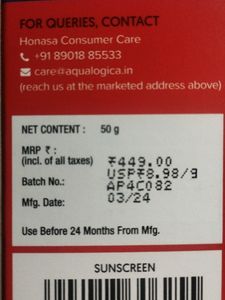 FOR QUERIES, CONTACT
Honasa Consumer Care
+91 89018 85533
care@aqualogica.in
(reach us at the marketed address above)
NET CONTENT : 50 g
MRP ₹ :
(incl. of all taxes) ₹449.00
USP₹8.98/g
Batch No.: AP4C082
Mfg. Date: 03/24
Use Before 24 Months From Mfg.
SUNSCREEN